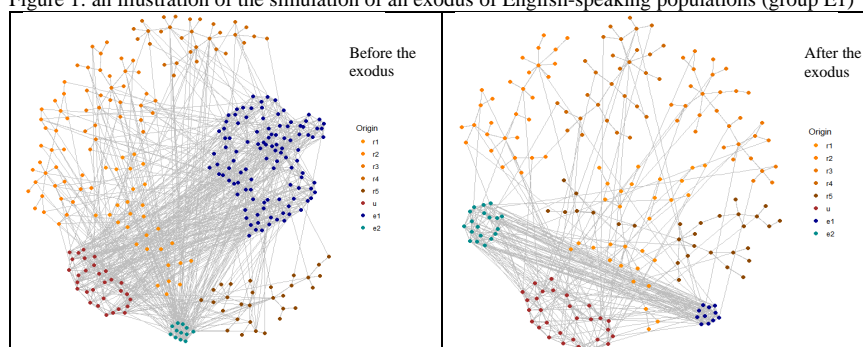 Figure 1: an illustration of the simulation of an exodus of English-speaking populations (group E1)
Before the
exodus
Origin
r1
r2
r3
r4
r5
u
e1
e2
After the
exodus
Origin
r1
r2
r3
r4
r5
u
e1
e2